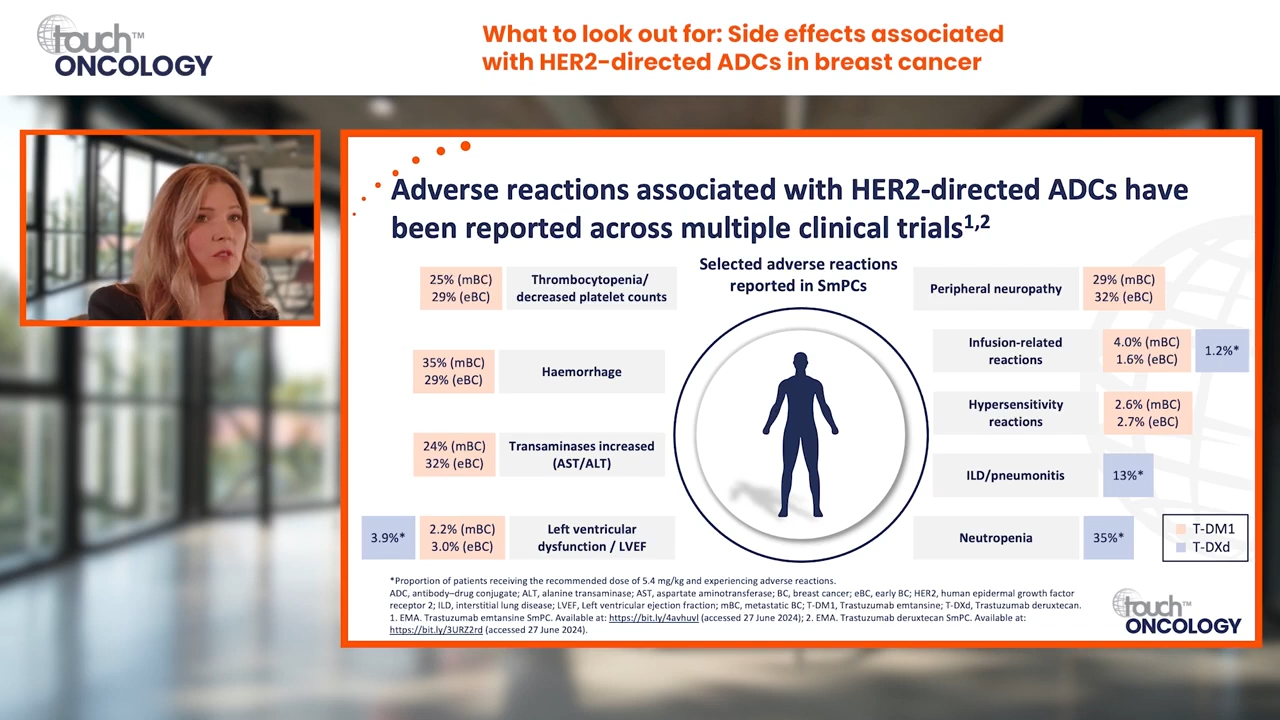 touch™
ONCOLOGY
What to look out for: Side effects associated
with HER2-directed ADCs in breast cancer
Adverse reactions associated with HER2-directed ADCs have
been reported across multiple clinical trials1,2
Selected adverse reactions
reported in SmPCs
25% (mBC)
29% (eBC)
Thrombocytopenia/
decreased platelet counts
35% (mBC)
29% (eBC)
Haemorrhage
24% (mBC)
32% (eBC)
Transaminases increased
(AST/ALT)
3.9%*
2.2% (mBC)
3.0% (eBC)
Left ventricular
dysfunction / LVEF
Peripheral neuropathy
29% (mBC)
32% (eBC)
Infusion-related
reactions
4.0% (mBC)
1.6% (eBC)
1.2%*
Hypersensitivity
reactions
2.6% (mBC)
2.7% (eBC)
ILD/pneumonitis
13%*
Neutropenia
35%*
T-DM1
T-DXd
*Proportion of patients receiving the recommended dose of 5.4 mg/kg and experiencing adverse reactions.
ADC, antibody–drug conjugate; ALT, alanine transaminase; AST, aspartate aminotransferase; BC, breast cancer; eBC, early BC; HER2, human epidermal growth factor
receptor 2; ILD, interstitial lung disease; LVEF, Left ventricular ejection fraction; mBC, metastatic BC; T-DM1, Trastuzumab emtansine; T-DXd, Trastuzumab deruxtecan.
1. EMA. Trastuzumab emtansine SmPC. Available at: https://bit.ly/4avhuvl (accessed 27 June 2024); 2. EMA. Trastuzumab deruxtecan SmPC. Available at:
https://bit.ly/3URZ2rd (accessed 27 June 2024).
touch™
ONCOLOGY